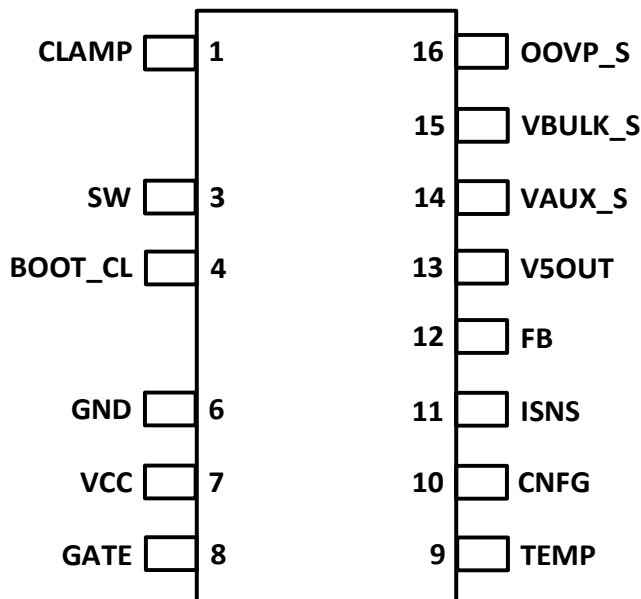 CLAMP 1 16 OOVP_S
15 VBULK_S
SW 3 14 VAUX_S
BOOT_CL 4 13 V5OUT
12 FB
GND 6 11 ISNS
VCC 7 10 CNFG
GATE 8 9 TEMP